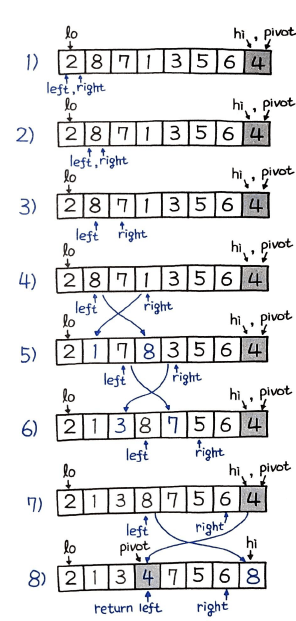 lo hi , pivot
1) 2 8 7 1 3 5 6 4
left , right
lo hi , pivot
2) 2 8 7 1 3 5 6 4
left , right
lo hi , pivot
3) 2 8 7 1 3 5 6 4
left right
lo hi , pivot
4) 2 8 7 1 3 5 6 4
left right
5) 2 1 7 8 3 5 6 4
left right
lo hi , pivot
6) 2 1 3 8 7 5 6 4
left right
lo hi , pivot
7) 2 1 3 8 7 5 6 4
left right
lo pivot hi
8) 2 1 3 4 7 5 6 8
return left right